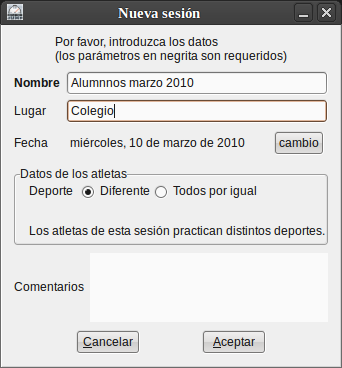 Nueva sesión
Por favor, introduzca los datos
(los parámetros en negrita son requeridos)
Nombre Alumnnos marzo 2010
Lugar Colegio
Fecha miércoles, 10 de marzo de 2010 cambio
Datos de los atletas
Deporte Diferente Todos por igual
Los atletas de esta sesión practican distintos deportes.
Comentarios
Cancelar Aceptar